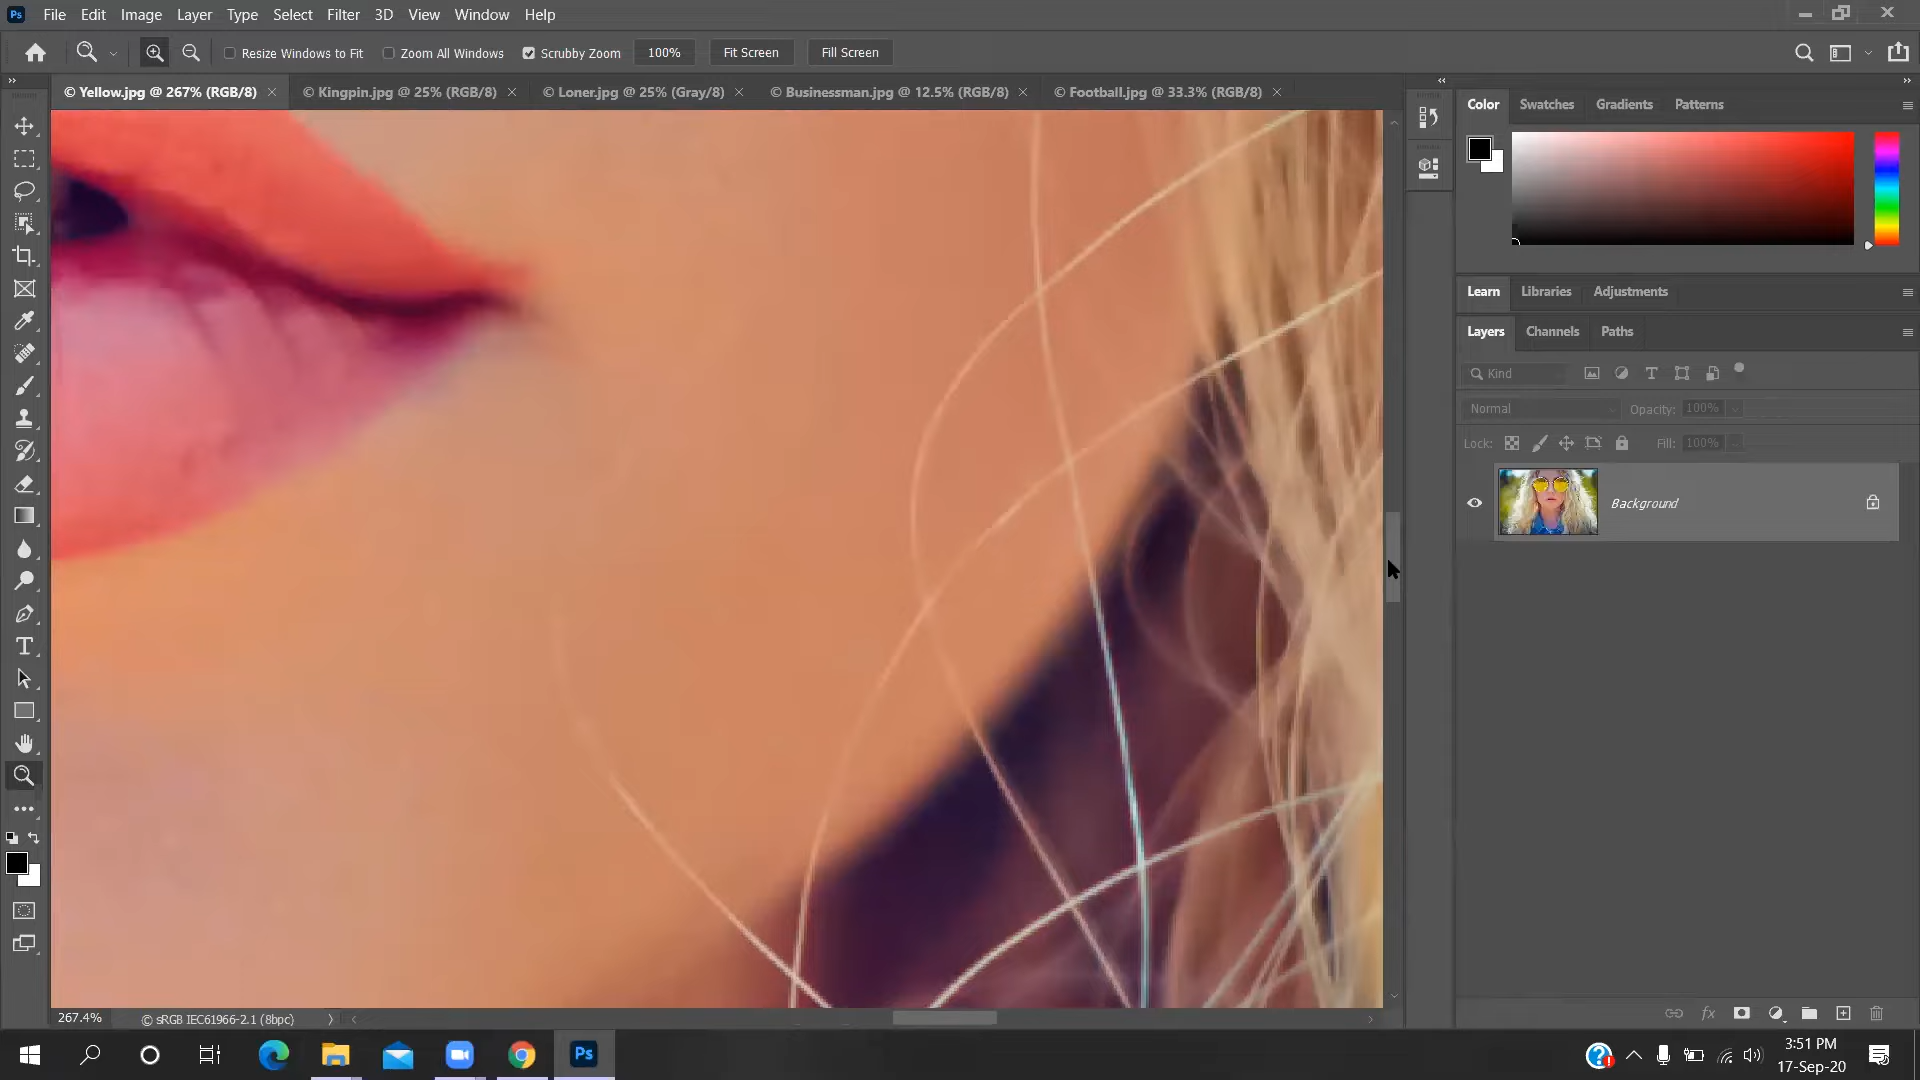 Ps File Edit Image Layer Type Select Filter 3D View Window Help
Resize Windows to Fit Zoom All Windows Scrubby Zoom 100% Fit Screen Fill Screen
© Yellow.jpg @ 267% (RGB/8) × © Kingpin.jpg @ 25% (RGB/8) × © Loner.jpg @ 25% (Gray/8) × © Businessman.jpg @ 12.5% (RGB/8) × © Football.jpg @ 33.3% (RGB/8) ×
Color Swatches Gradients Patterns
Learn Libraries Adjustments
Layers Channels Paths
Kind
Normal Opacity: 100%
Lock: Fill: 100%
Background
267.4% © sRGB IEC61966-2.1 (8bpc)
Ps
3:51 PM
17-Sep-20